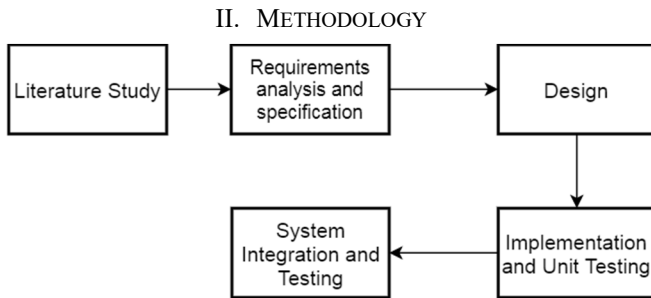 II. METHODOLOGY
Literature Study
Requirements
analysis and
specification
Design
System
Integration and
Testing
Implementation
and Unit Testing